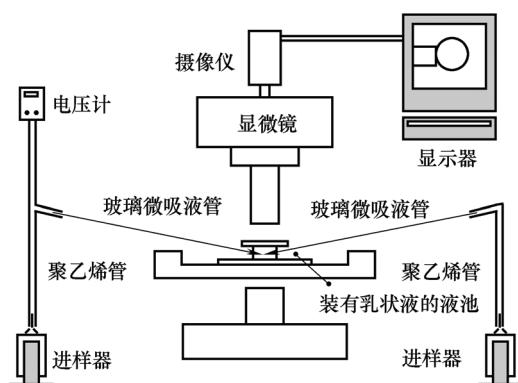 摄像仪
电压计
显微镜
显示器
玻璃微吸液管
玻璃微吸液管
聚乙烯管
聚乙烯管
装有乳状液的液池
进样器
进样器